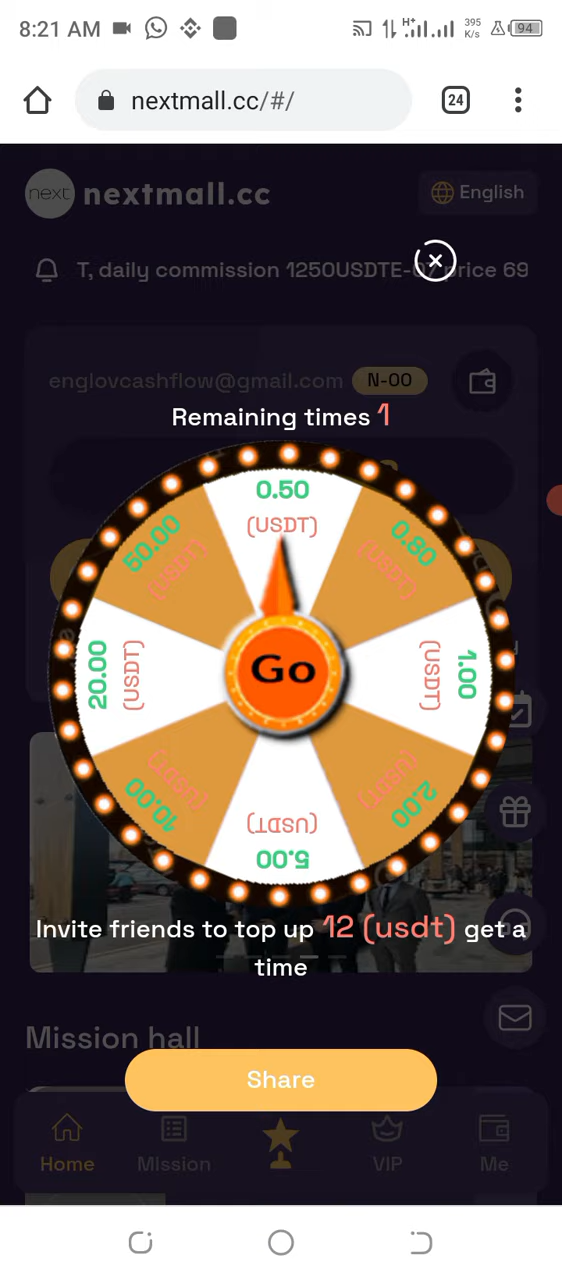 8:21 AM
H+
395
K/s
94
nextmall.cc/#/
24
next
nextmall.cc
English
T, daily commission 1250USDTE-07 price 69
englovcashflow@gmail.com
N-00
Remaining times 1
0.50
(USDT)
0.80
(USDT)
1.00
(USDT)
2.00
(USDT)
5.00
(USDT)
10.00
(USDT)
20.00
(USDT)
50.00
(USDT)
Go
Invite friends to top up 12 (usdt) get a
time
Mission hall
Share
Home
Mission
VIP
Me